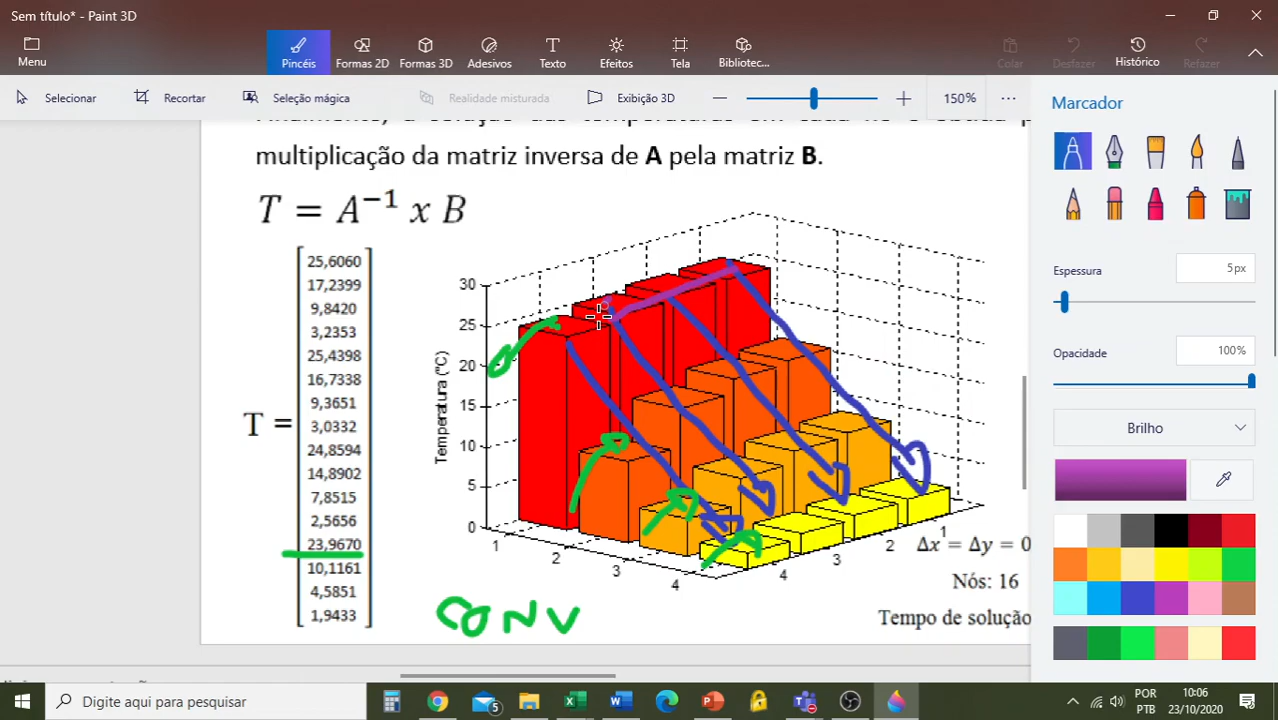 Sem título* - Paint 3D
Menu
Pincéis
Formas 2D
Formas 3D
Adesivos
Texto
Efeitos
Tela
Bibliotec...
Colar
Desfazer
Histórico
Refazer
Selecionar
Recortar
Seleção mágica
Realidade misturada
Exibição 3D
150%
Marcador
Espessura
5px
Opacidade
100%
Brilho
multiplicação da matriz inversa de A pela matriz B.
T = A⁻¹ x B
T =
25,6060
17,2399
9,8420
3,2353
25,4398
16,7338
9,3651
3,0332
24,8594
14,8902
7,8515
2,5656
23,9670
10,1161
4,5851
1,9433
Temperatura (°C)
30
25
20
15
10
5
0
1
2
3
4
4
3
2
1
Δx = Δy = 0
Nós: 16
Tempo de solução
CONV
Digite aqui para pesquisar
5
POR
PTB
10:06
23/10/2020